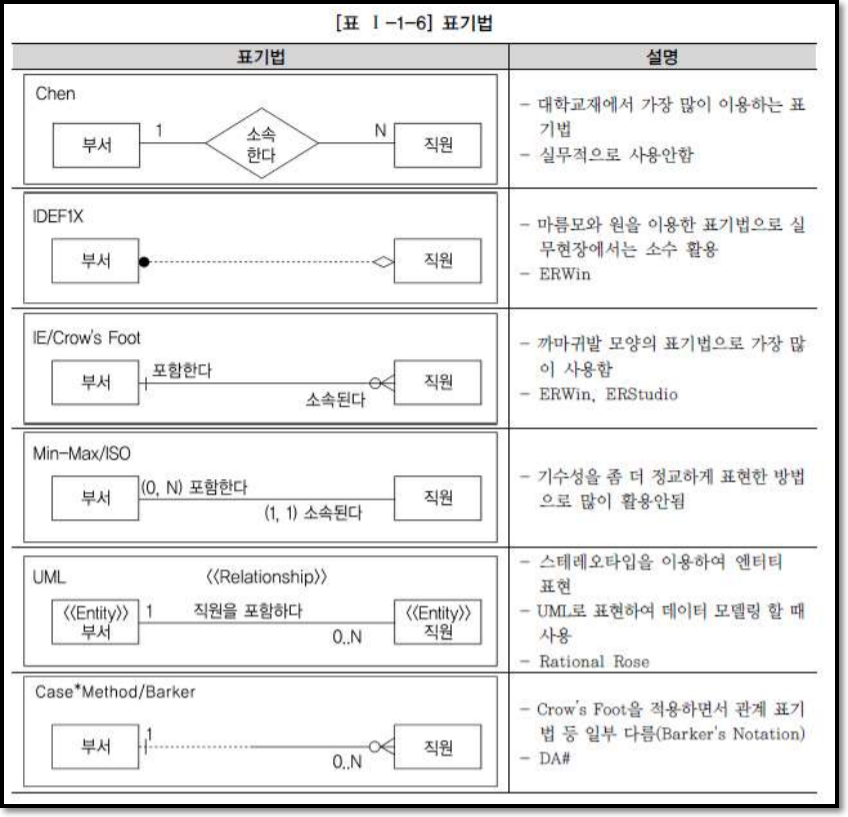 [표 Ⅰ-1-6] 표기법
표기법 설명
Chen
부서 1 소속 N 직원
한다
- 대학교재에서 가장 많이 이용하는 표
기법
- 실무적으로 사용안함
IDEF1X
부서 직원
- 마름모와 원을 이용한 표기법으로 실
무현장에서는 소수 활용
- ERWin
IE/Crow's Foot
부서 포함한다 직원
소속된다
- 까마귀발 모양의 표기법으로 가장 많
이 사용함
- ERWin, ERStudio
Min-Max/ISO
부서 (0, N) 포함한다 직원
(1, 1) 소속된다
- 기수성을 좀 더 정교하게 표현한 방법
으로 많이 활용안됨
UML 《Relationship》
《Entity》 1 직원을 포함하다 《Entity》
부서 0..N 직원
- 스테레오타입을 이용하여 엔터티
표현
- UML로 표현하여 데이터 모델링 할 때
사용
- Rational Rose
Case*Method/Barker
부서 1 직원
0..N
- Crow's Foot을 적용하면서 관계 표기
법 등 일부 다름(Barker's Notation)
- DA#